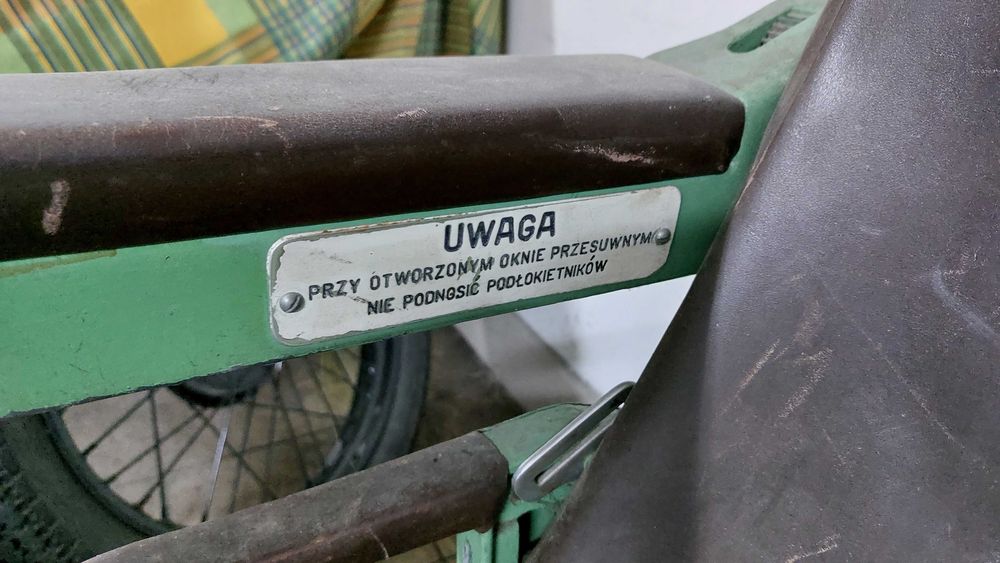 UWAGA
PRZY OTWORZONYM OKNIE PRZESUWNYM
NIE PODNOSIĆ PODŁOKIETNIKÓW